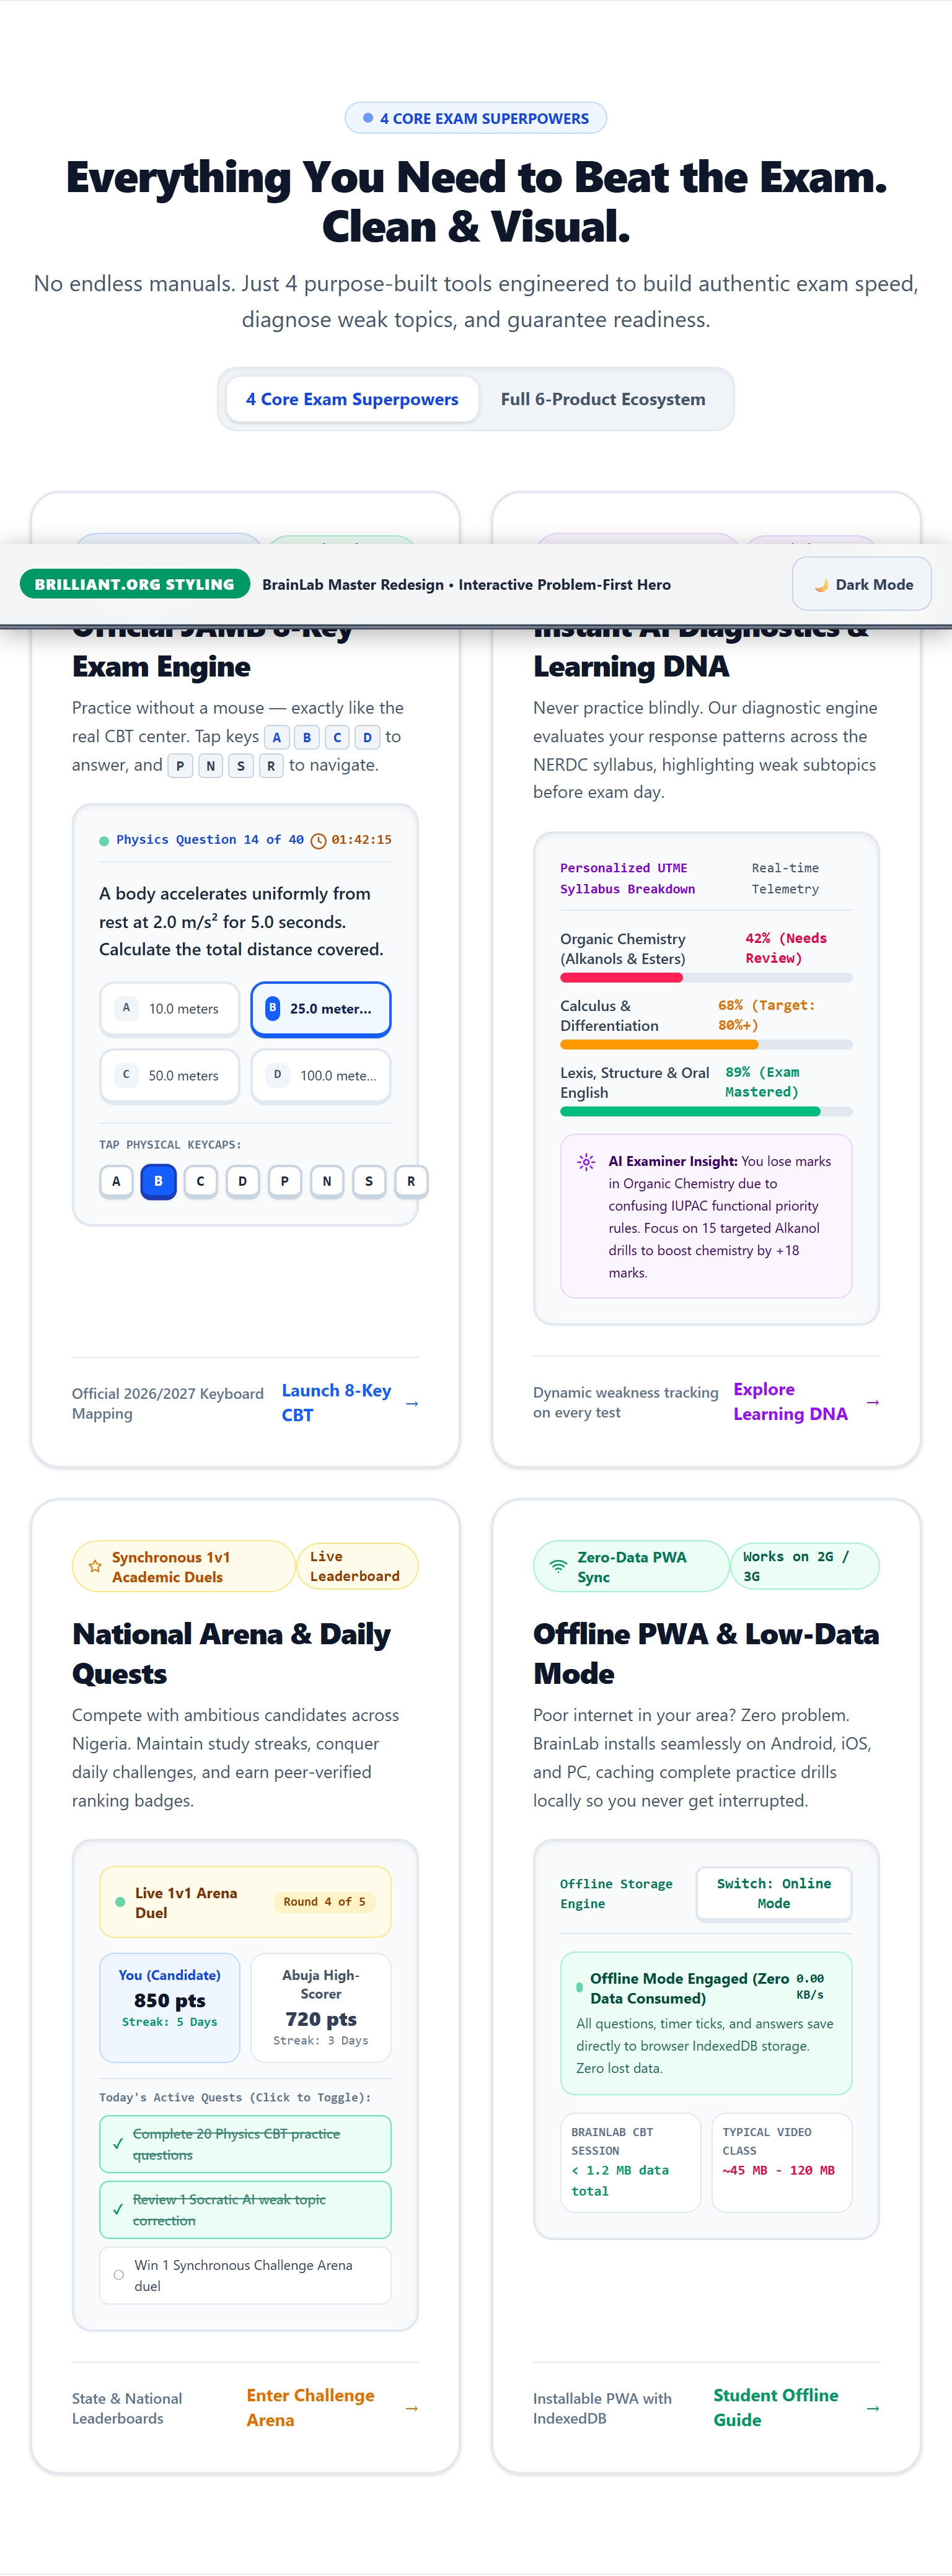 4 CORE EXAM SUPERPOWERS
Everything You Need to Beat the Exam.
Clean & Visual.
No endless manuals. Just 4 purpose-built tools engineered to build authentic exam speed,
diagnose weak topics, and guarantee readiness.
4 Core Exam Superpowers
Full 6-Product Ecosystem
BRILLIANT.ORG STYLING
BrainLab Master Redesign • Interactive Problem-First Hero
🌙 Dark Mode
Official JAMB 8-Key
Exam Engine
Practice without a mouse — exactly like the
real CBT center. Tap keys A B C D to
answer, and P N S R to navigate.
Physics Question 14 of 40
01:42:15
A body accelerates uniformly from
rest at 2.0 m/s² for 5.0 seconds.
Calculate the total distance covered.
A 10.0 meters
B 25.0 meter...
C 50.0 meters
D 100.0 mete...
TAP PHYSICAL KEYCAPS:
A B C D P N S R
Official 2026/2027 Keyboard
Mapping
Launch 8-Key
CBT
→
Instant AI Diagnostics &
Learning DNA
Never practice blindly. Our diagnostic engine
evaluates your response patterns across the
NERDC syllabus, highlighting weak subtopics
before exam day.
Personalized UTME
Syllabus Breakdown
Real-time
Telemetry
Organic Chemistry
(Alkanols & Esters)
42% (Needs
Review)
Calculus &
Differentiation
68% (Target:
80%+)
Lexis, Structure & Oral
English
89% (Exam
Mastered)
AI Examiner Insight: You lose marks
in Organic Chemistry due to
confusing IUPAC functional priority
rules. Focus on 15 targeted Alkanol
drills to boost chemistry by +18
marks.
Dynamic weakness tracking
on every test
Explore
Learning DNA
→
Synchronous 1v1
Academic Duels
Live
Leaderboard
National Arena & Daily
Quests
Compete with ambitious candidates across
Nigeria. Maintain study streaks, conquer
daily challenges, and earn peer-verified
ranking badges.
Live 1v1 Arena
Duel
Round 4 of 5
You (Candidate)
850 pts
Streak: 5 Days
Abuja High-
Scorer
720 pts
Streak: 3 Days
Today's Active Quests (Click to Toggle):
✓ Complete 20 Physics CBT practice
questions
✓ Review 1 Socratic AI weak topic
correction
○ Win 1 Synchronous Challenge Arena
duel
State & National
Leaderboards
Enter Challenge
Arena
→
Zero-Data PWA
Sync
Works on 2G /
3G
Offline PWA & Low-Data
Mode
Poor internet in your area? Zero problem.
BrainLab installs seamlessly on Android, iOS,
and PC, caching complete practice drills
locally so you never get interrupted.
Offline Storage
Engine
Switch: Online
Mode
Offline Mode Engaged (Zero
Data Consumed)
0.00
KB/s
All questions, timer ticks, and answers save
directly to browser IndexedDB storage.
Zero lost data.
BRAINLAB CBT
SESSION
< 1.2 MB data
total
TYPICAL VIDEO
CLASS
~45 MB - 120 MB
Installable PWA with
IndexedDB
Student Offline
Guide
→